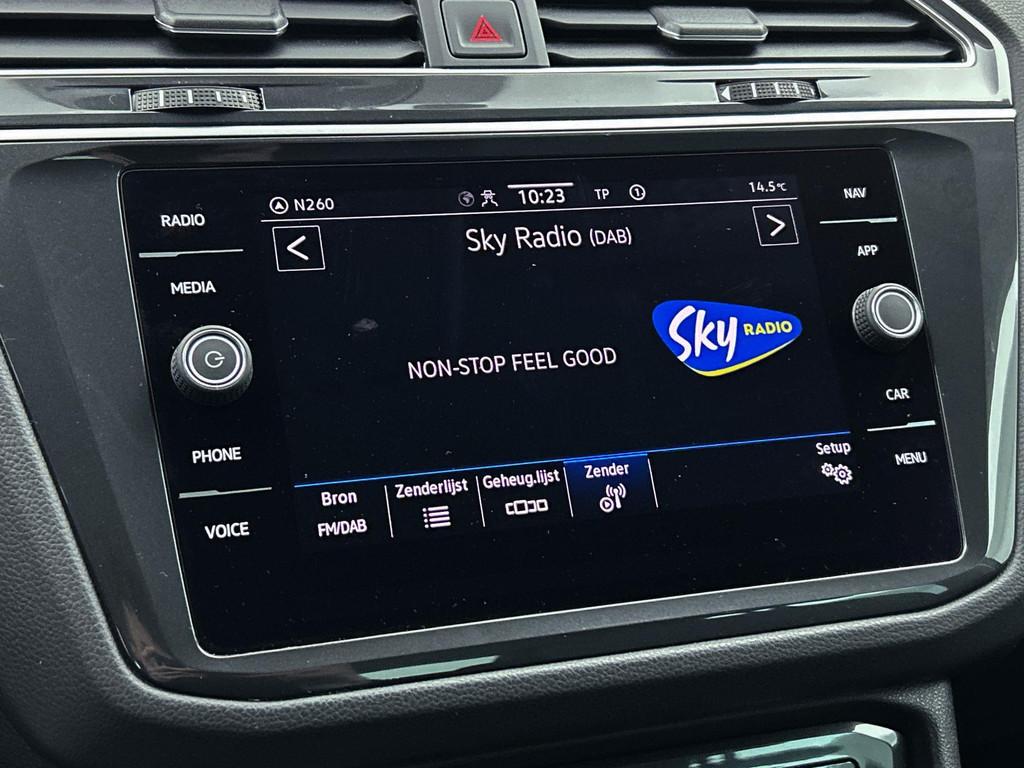 RADIO
MEDIA
PHONE
VOICE
N260
10:23
TP
1
14.5°C
Sky Radio (DAB)
<
>
NON-STOP FEEL GOOD
Sky RADIO
Bron
FM/DAB
Zenderlijst
Geheug.lijst
Zender
Setup
NAV
APP
CAR
MENU